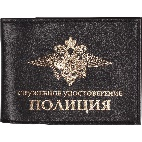 СЛУЖЕБНОЕ УДОСТОВЕРЕНИЕ
ПОЛИЦИЯ